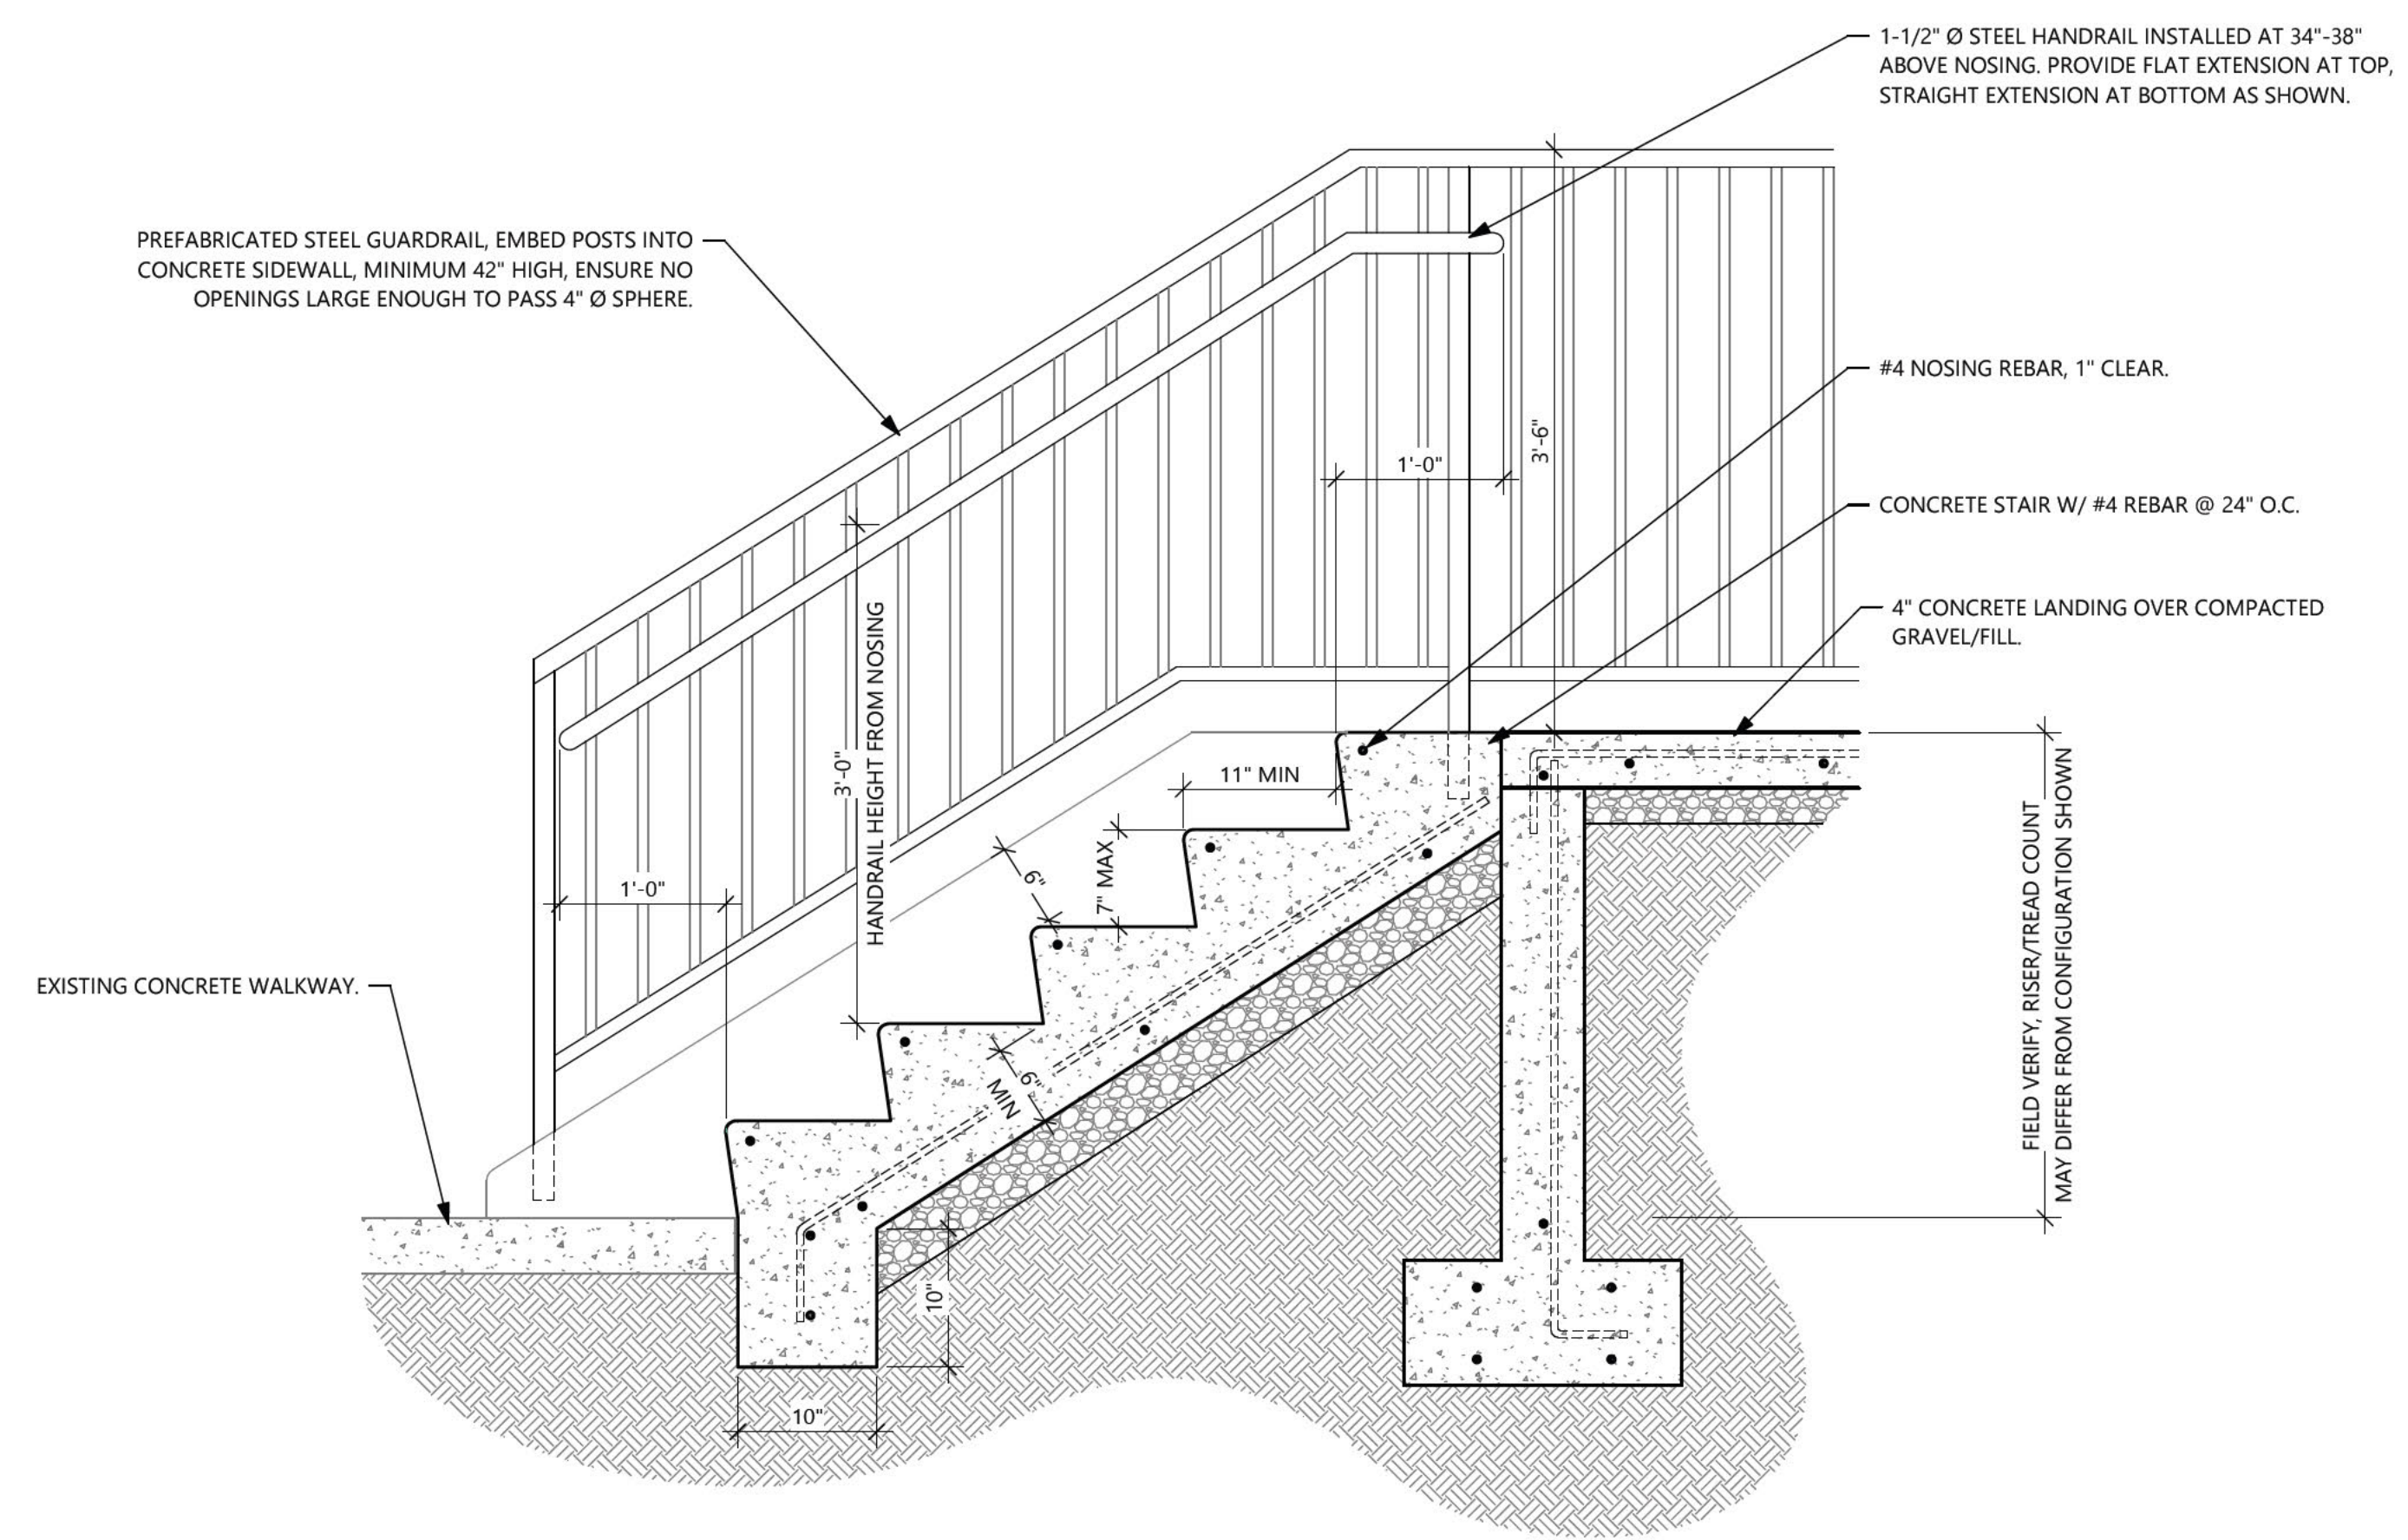 1-1/2" Ø STEEL HANDRAIL INSTALLED AT 34"-38"
ABOVE NOSING. PROVIDE FLAT EXTENSION AT TOP,
STRAIGHT EXTENSION AT BOTTOM AS SHOWN.
PREFABRICATED STEEL GUARDRAIL, EMBED POSTS INTO
CONCRETE SIDEWALL, MINIMUM 42" HIGH, ENSURE NO
OPENINGS LARGE ENOUGH TO PASS 4" Ø SPHERE.
#4 NOSING REBAR, 1" CLEAR.
3'-6"
1'-0"
CONCRETE STAIR W/ #4 REBAR @ 24" O.C.
4" CONCRETE LANDING OVER COMPACTED
GRAVEL/FILL.
3'-0"
HANDRAIL HEIGHT FROM NOSING
11" MIN
7" MAX
6"
1'-0"
EXISTING CONCRETE WALKWAY.
6"
MIN
FIELD VERIFY, RISER/TREAD COUNT
MAY DIFFER FROM CONFIGURATION SHOWN
10"
10"